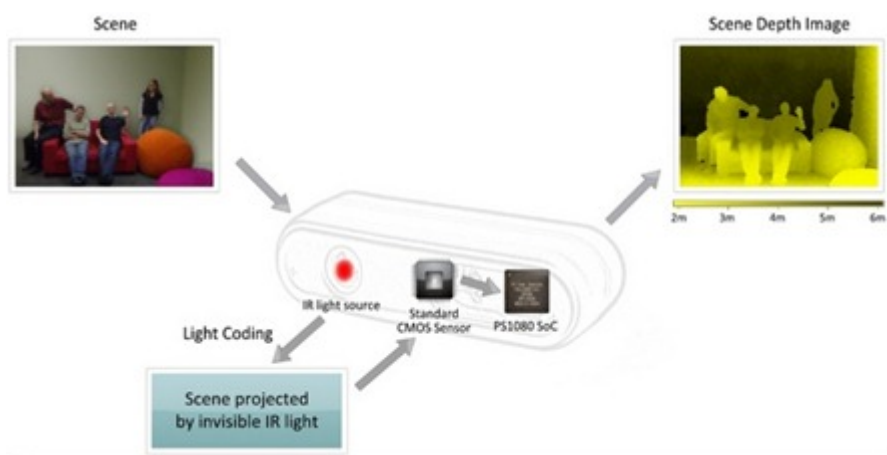 Scene
Scene Depth Image
2m 3m 4m 5m 6m
IR light source
Standard
CMOS Sensor
PS1080 SoC
Light Coding
Scene projected
by invisible IR light